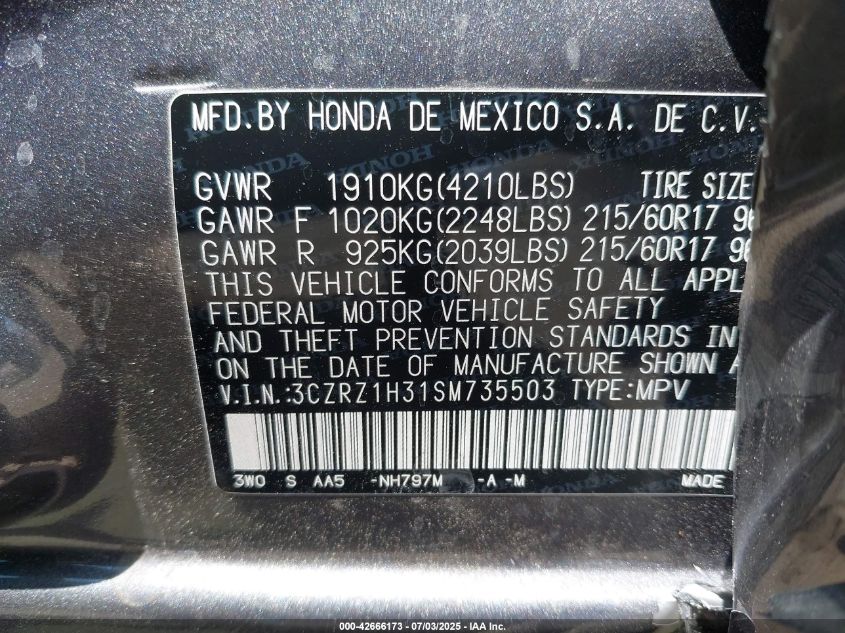 MFD.BY HONDA DE MEXICO S.A. DE C.V.
GVWR 1910KG(4210LBS) TIRE SIZE
GAWR F 1020KG(2248LBS) 215/60R17
GAWR R 925KG(2039LBS) 215/60R17
THIS VEHICLE CONFORMS TO ALL
FEDERAL MOTOR VEHICLE SAFETY
AND THEFT PREVENTION STANDARDS
ON THE DATE OF MANUFACTURE SHOWN
V.I.N.:3CZRZ1H31SM735503 TYPE:MPV
3W0 S AA5 -NH797M -A -M MADE
000-42666173 - 07/03/2025 - IAA Inc.